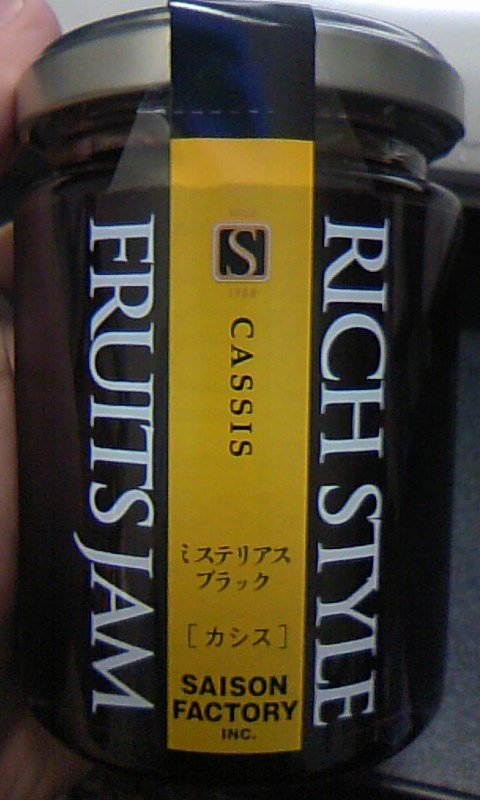 RICH STYLE
FRUITS JAM
S
1988
CASSIS
ミステリアス
ブラック
[カシス]
SAISON
FACTORY
INC.